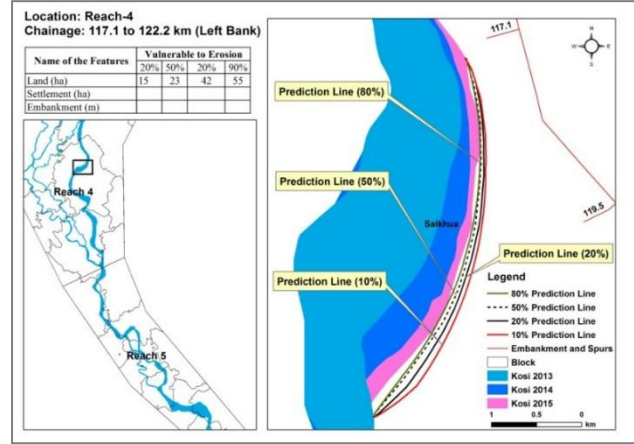 Location: Reach-4
Chainage: 117.1 to 122.2 km (Left Bank)
Name of the Features Vulnerable to Erosion
20% 50% 20% 90%
Land (ha) 15 23 42 55
Settlement (ha)
Embankment (m)
Reach 4
Reach 5
117.1
N
W E
S
Prediction Line (80%)
Prediction Line (50%)
Salkhua
119.5
Prediction Line (20%)
Prediction Line (10%)
Legend
80% Prediction Line
50% Prediction Line
20% Prediction Line
10% Prediction Line
Embankment and Spurs
Block
Kosi 2013
Kosi 2014
Kosi 2015
1 0.5 0
km